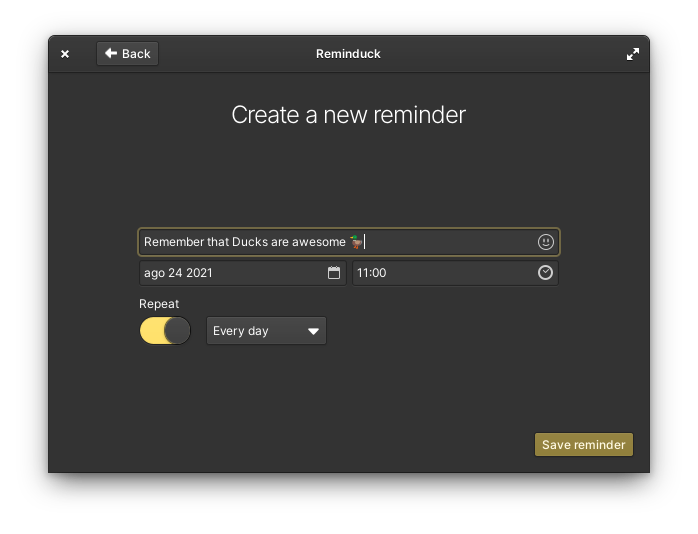 Back
Reminduck
Create a new reminder
Remember that Ducks are awesome 🦆
ago 24 2021
11:00
Repeat
Every day
Save reminder